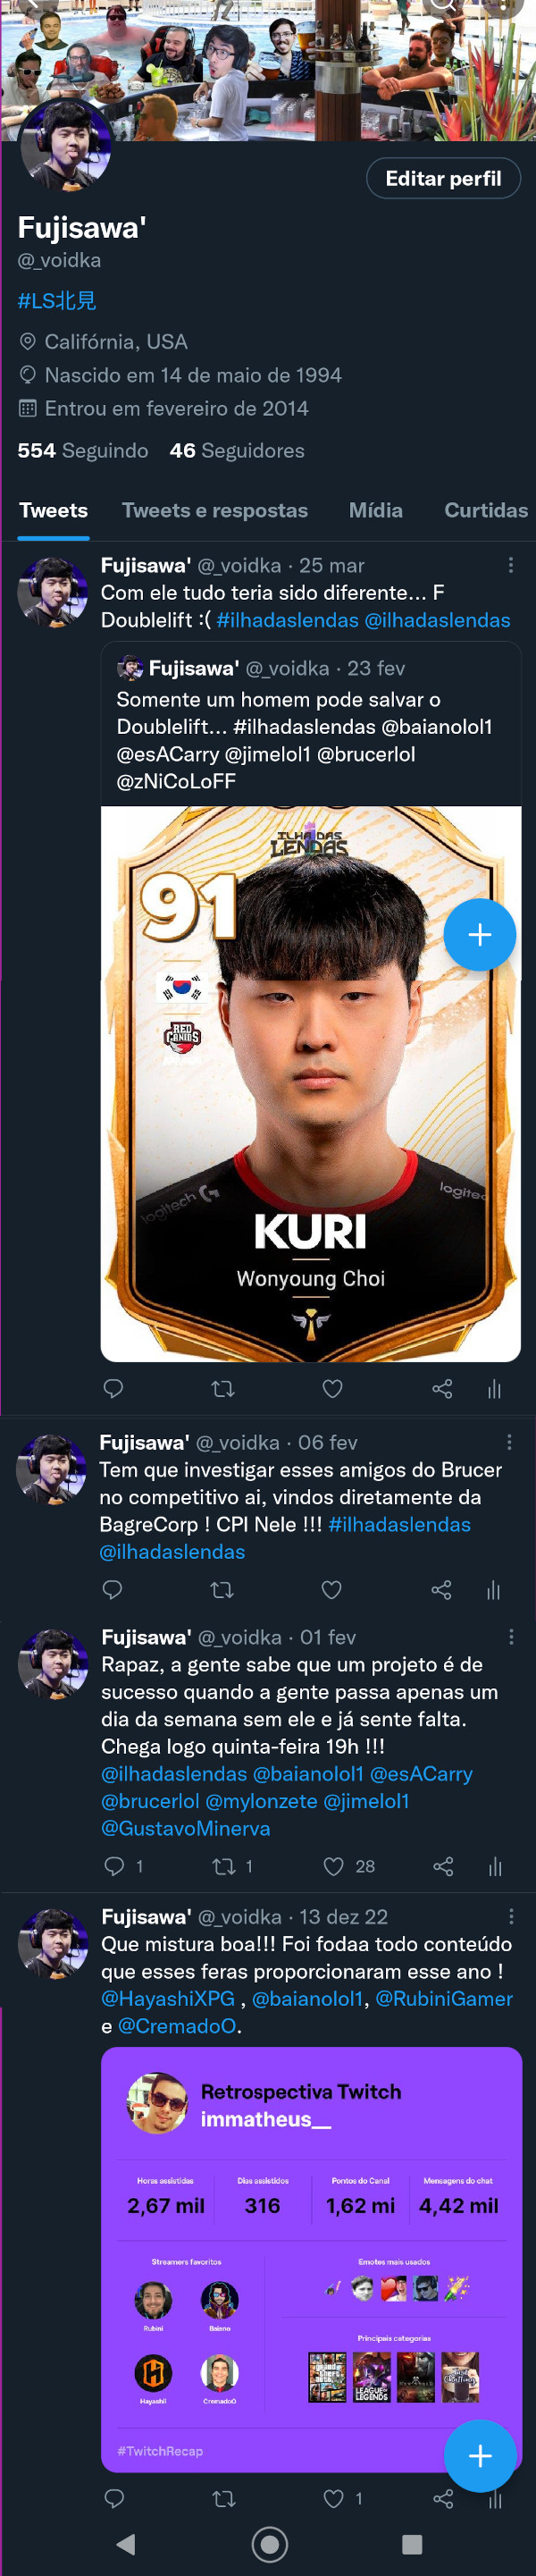 Editar perfil
Fujisawa'
@_voidka
#LS北見
Califórnia, USA
Nascido em 14 de maio de 1994
Entrou em fevereiro de 2014
554 Seguindo 46 Seguidores
Tweets Tweets e respostas Mídia Curtidas
Fujisawa' @_voidka · 25 mar
Com ele tudo teria sido diferente... F
Doublelift :( #ilhadaslendas @ilhadaslendas
Fujisawa' @_voidka · 23 fev
Somente um homem pode salvar o
Doublelift... #ilhadaslendas @baianolol1
@esACarry @jimelol1 @brucerlol
@zNiCoLoFF
ILHA DAS
LENDAS
91
RED
CANIDS
logitech G
logitec
KURI
Wonyoung Choi
Fujisawa' @_voidka · 06 fev
Tem que investigar esses amigos do Brucer
no competitivo ai, vindos diretamente da
BagreCorp ! CPI Nele !!! #ilhadaslendas
@ilhadaslendas
Fujisawa' @_voidka · 01 fev
Rapaz, a gente sabe que um projeto é de
sucesso quando a gente passa apenas um
dia da semana sem ele e já sente falta.
Chega logo quinta-feira 19h !!!
@ilhadaslendas @baianolol1 @esACarry
@brucerlol @mylonzete @jimelol1
@GustavoMinerva
1 1 28
Fujisawa' @_voidka · 13 dez 22
Que mistura boa!!! Foi fodaa todo conteúdo
que esses feras proporcionaram esse ano !
@HayashiXPG , @baianolol1, @RubiniGamer
e @CremadoO.
Retrospectiva Twitch
immatheus__
Horas assistidas Dias assistidos Pontos do Canal Mensagens do chat
2,67 mil 316 1,62 mi 4,42 mil
Streamers favoritos Emotes mais usados
Rubini Baiano
Principais categorias
Hayashi CremadoO
LEAGUE OF
LEGENDS
#TwitchRecap
1